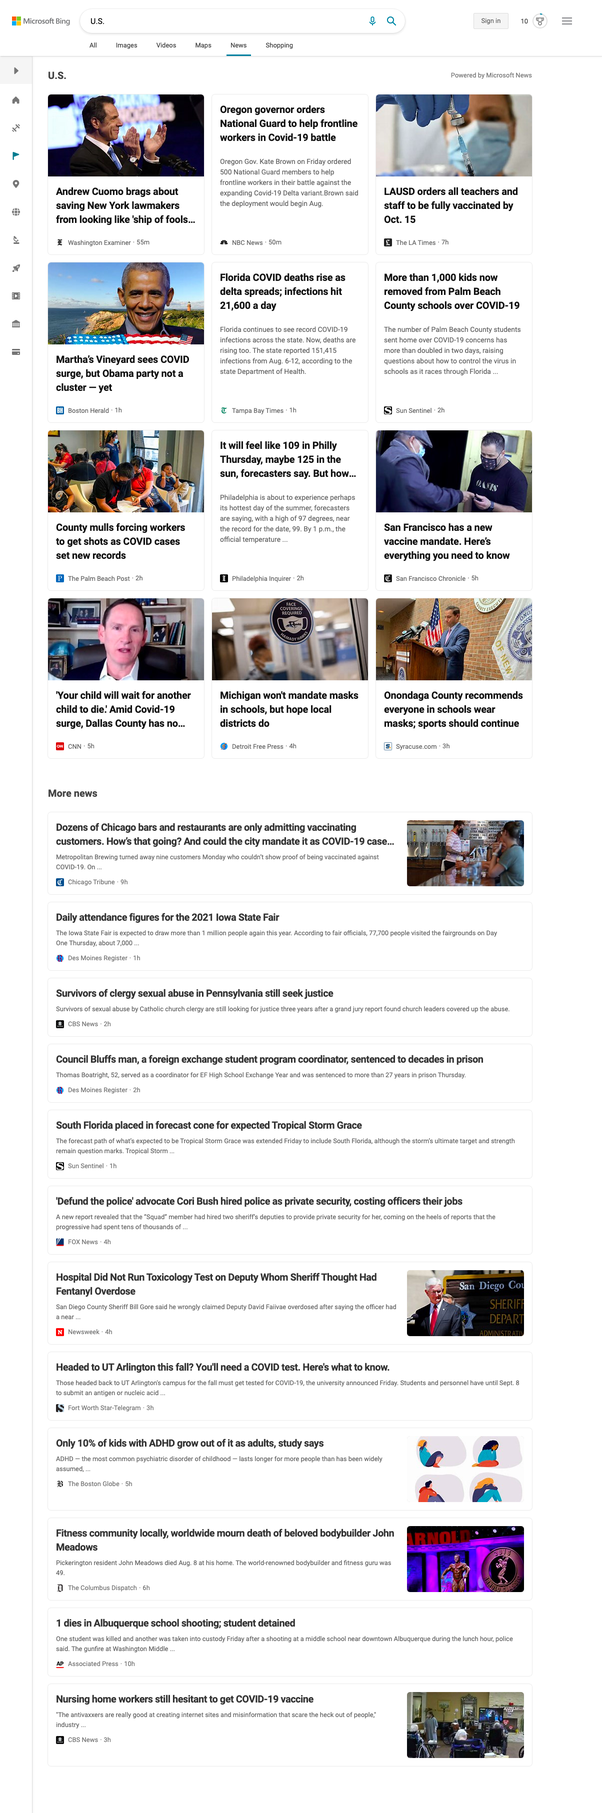 Microsoft Bing
U.S.
Sign in
10
All
Images
Videos
Maps
News
Shopping
U.S.
Powered by Microsoft News
Andrew Cuomo brags about
saving New York lawmakers
from looking like 'ship of fools...
Washington Examiner · 55m
Oregon governor orders
National Guard to help frontline
workers in Covid-19 battle
Oregon Gov. Kate Brown on Friday ordered
500 National Guard members to help
frontline workers in their battle against the
expanding Covid-19 Delta variant.Brown said
the deployment would begin Aug.
NBC News · 50m
LAUSD orders all teachers and
staff to be fully vaccinated by
Oct. 15
The LA Times · 7h
Martha's Vineyard sees COVID
surge, but Obama party not a
cluster — yet
Boston Herald · 1h
Florida COVID deaths rise as
delta spreads; infections hit
21,600 a day
Florida continues to see record COVID-19
infections across the state. Now, deaths are
rising too. The state reported 151,415
infections from Aug. 6-12, according to the
state Department of Health.
Tampa Bay Times · 1h
More than 1,000 kids now
removed from Palm Beach
County schools over COVID-19
The number of Palm Beach County students
sent home over COVID-19 concerns has
more than doubled in two days, raising
questions about how to control the virus in
schools as it races through Florida ...
Sun Sentinel · 2h
County mulls forcing workers
to get shots as COVID cases
set new records
The Palm Beach Post · 2h
It will feel like 109 in Philly
Thursday, maybe 125 in the
sun, forecasters say. But how...
Philadelphia is about to experience perhaps
its hottest day of the summer, forecasters
are saying, with a high of 97 degrees, near
the record for the date, 99. By 1 p.m., the
official temperature ...
Philadelphia Inquirer · 2h
San Francisco has a new
vaccine mandate. Here's
everything you need to know
San Francisco Chronicle · 5h
'Your child will wait for another
child to die.' Amid Covid-19
surge, Dallas County has no...
CNN · 5h
FACE
COVERINGS
REQUIRED
Michigan won't mandate masks
in schools, but hope local
districts do
Detroit Free Press · 4h
Onondaga County recommends
everyone in schools wear
masks; sports should continue
Syracuse.com · 3h
More news
Dozens of Chicago bars and restaurants are only admitting vaccinating
customers. How's that going? And could the city mandate it as COVID-19 case...
Metropolitan Brewing turned away nine customers Monday who couldn't show proof of being vaccinated against
COVID-19. On ...
Chicago Tribune · 9h
Daily attendance figures for the 2021 Iowa State Fair
The Iowa State Fair is expected to draw more than 1 million people again this year. According to fair officials, 77,700 people visited the fairgrounds on Day
One Thursday, about 7,000 ...
Des Moines Register · 1h
Survivors of clergy sexual abuse in Pennsylvania still seek justice
Survivors of sexual abuse by Catholic church clergy are still looking for justice three years after a grand jury report found church leaders covered up the abuse.
CBS News · 2h
Council Bluffs man, a foreign exchange student program coordinator, sentenced to decades in prison
Thomas Boatright, 52, served as a coordinator for EF High School Exchange Year and was sentenced to more than 27 years in prison Thursday.
Des Moines Register · 2h
South Florida placed in forecast cone for expected Tropical Storm Grace
The forecast path of what's expected to be Tropical Storm Grace was extended Friday to include South Florida, although the storm's ultimate target and strength
remain question marks. Tropical Storm ...
Sun Sentinel · 1h
'Defund the police' advocate Cori Bush hired police as private security, costing officers their jobs
A new report revealed that the "Squad" member had hired two sheriff's deputies to provide private security for her, coming on the heels of reports that the
progressive had spent tens of thousands of ...
FOX News · 4h
Hospital Did Not Run Toxicology Test on Deputy Whom Sheriff Thought Had
Fentanyl Overdose
San Diego County Sheriff Bill Gore said he wrongly claimed Deputy David Faiivae overdosed after saying the officer had
a near ...
Newsweek · 4h
San Diego Cou
SHERIFF
DEPART
ADMINISTRATI
Headed to UT Arlington this fall? You'll need a COVID test. Here's what to know.
Those headed back to UT Arlington's campus for the fall must get tested for COVID-19, the university announced Friday. Students and personnel have until Sept. 8
to submit an antigen or nucleic acid ...
Fort Worth Star-Telegram · 3h
Only 10% of kids with ADHD grow out of it as adults, study says
ADHD — the most common psychiatric disorder of childhood — lasts longer for more people than has been widely
assumed, ...
The Boston Globe · 5h
Fitness community locally, worldwide mourn death of beloved bodybuilder John
Meadows
Pickerington resident John Meadows died Aug. 8 at his home. The world-renowned bodybuilder and fitness guru was
49.
The Columbus Dispatch · 6h
ARNOLD
1 dies in Albuquerque school shooting; student detained
One student was killed and another was taken into custody Friday after a shooting at a middle school near downtown Albuquerque during the lunch hour, police
said. The gunfire at Washington Middle ...
AP Associated Press · 10h
Nursing home workers still hesitant to get COVID-19 vaccine
"The antivaxxers are really good at creating internet sites and misinformation that scare the heck out of people,"
industry ...
CBS News · 3h